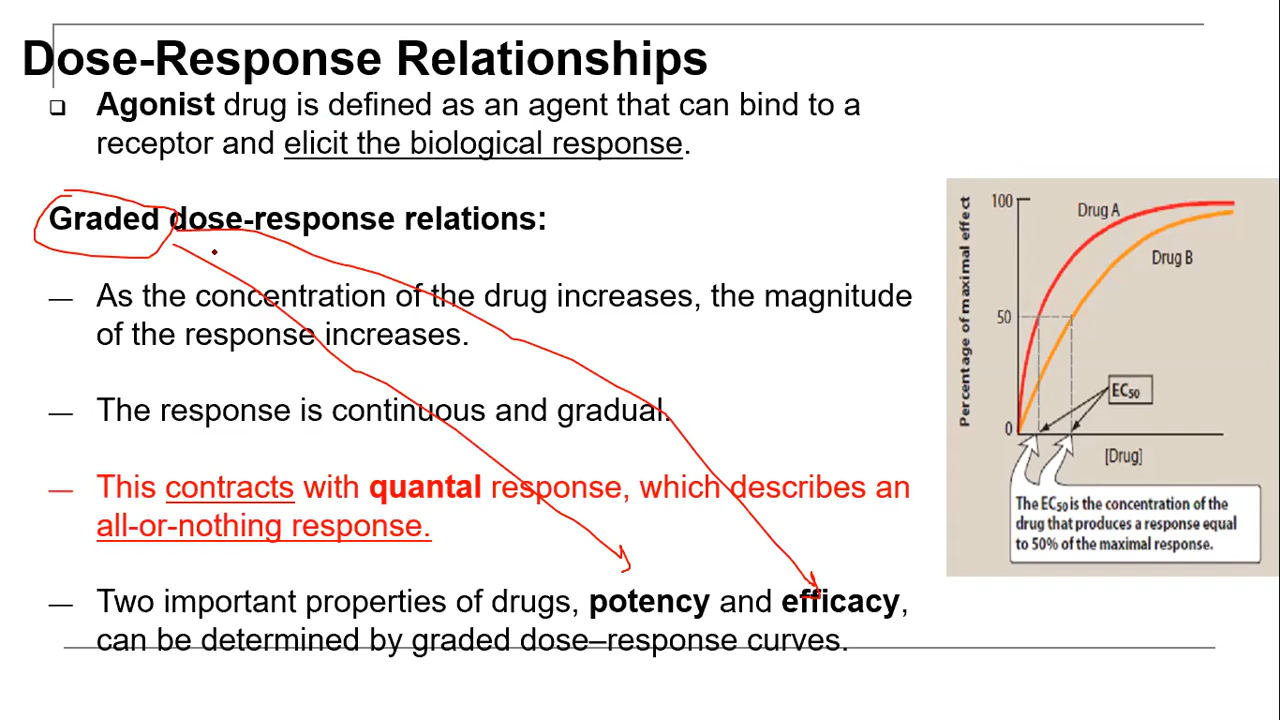 Dose-Response Relationships
❑ Agonist drug is defined as an agent that can bind to a
receptor and elicit the biological response.
Graded dose-response relations:
— As the concentration of the drug increases, the magnitude
of the response increases.
— The response is continuous and gradual.
— This contracts with quantal response, which describes an
all-or-nothing response.
— Two important properties of drugs, potency and efficacy,
can be determined by graded dose–response curves.
Percentage of maximal effect
100
Drug A
Drug B
50
EC50
0
[Drug]
The EC50 is the concentration of the
drug that produces a response equal
to 50% of the maximal response.